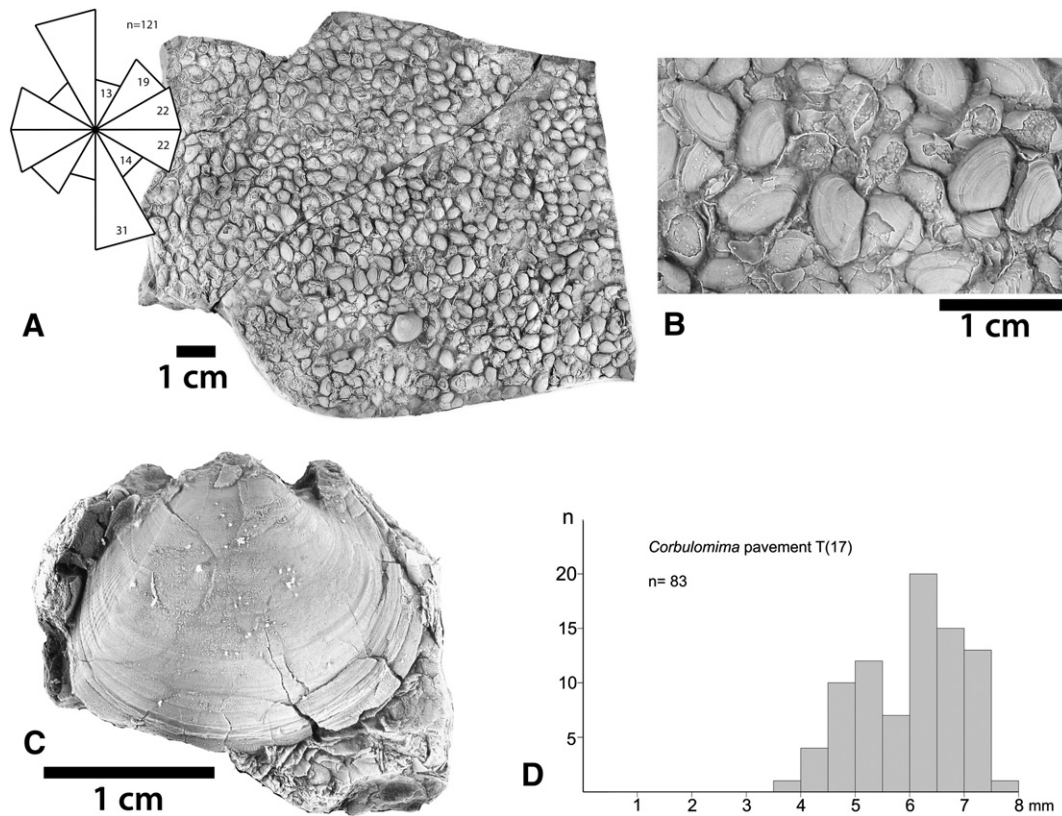 n=121
13
19
22
22
14
31
A
1 cm
B
1 cm
C
1 cm
D
n
Corbulomima pavement T(17)
n= 83
20
15
10
5
1 2 3 4 5 6 7 8 mm